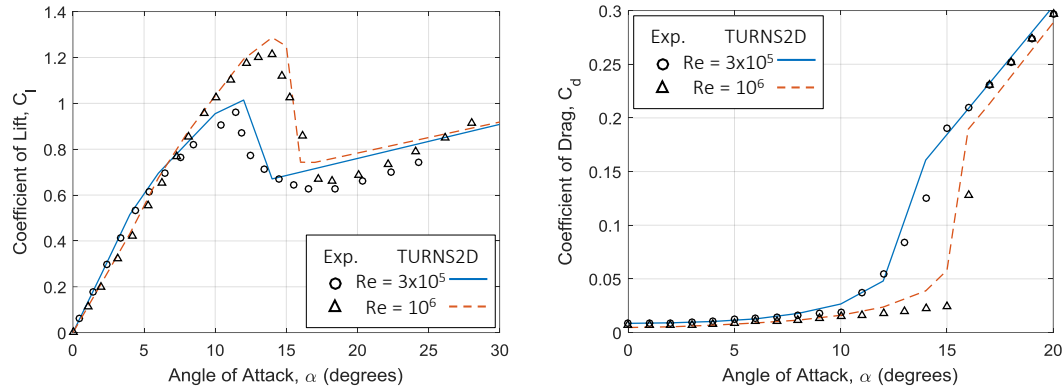 Coefficient of Lift, C_l
1.4
1.2
1
0.8
0.6
0.4
0.2
0
0
5
10
15
20
25
30
Angle of Attack, α (degrees)
Exp. TURNS2D
Re = 3x10⁵
Re = 10⁶
Coefficient of Drag, C_d
0.3
0.25
0.2
0.15
0.1
0.05
0
0
5
10
15
20
Angle of Attack, α (degrees)
Exp. TURNS2D
Re = 3x10⁵
Re = 10⁶